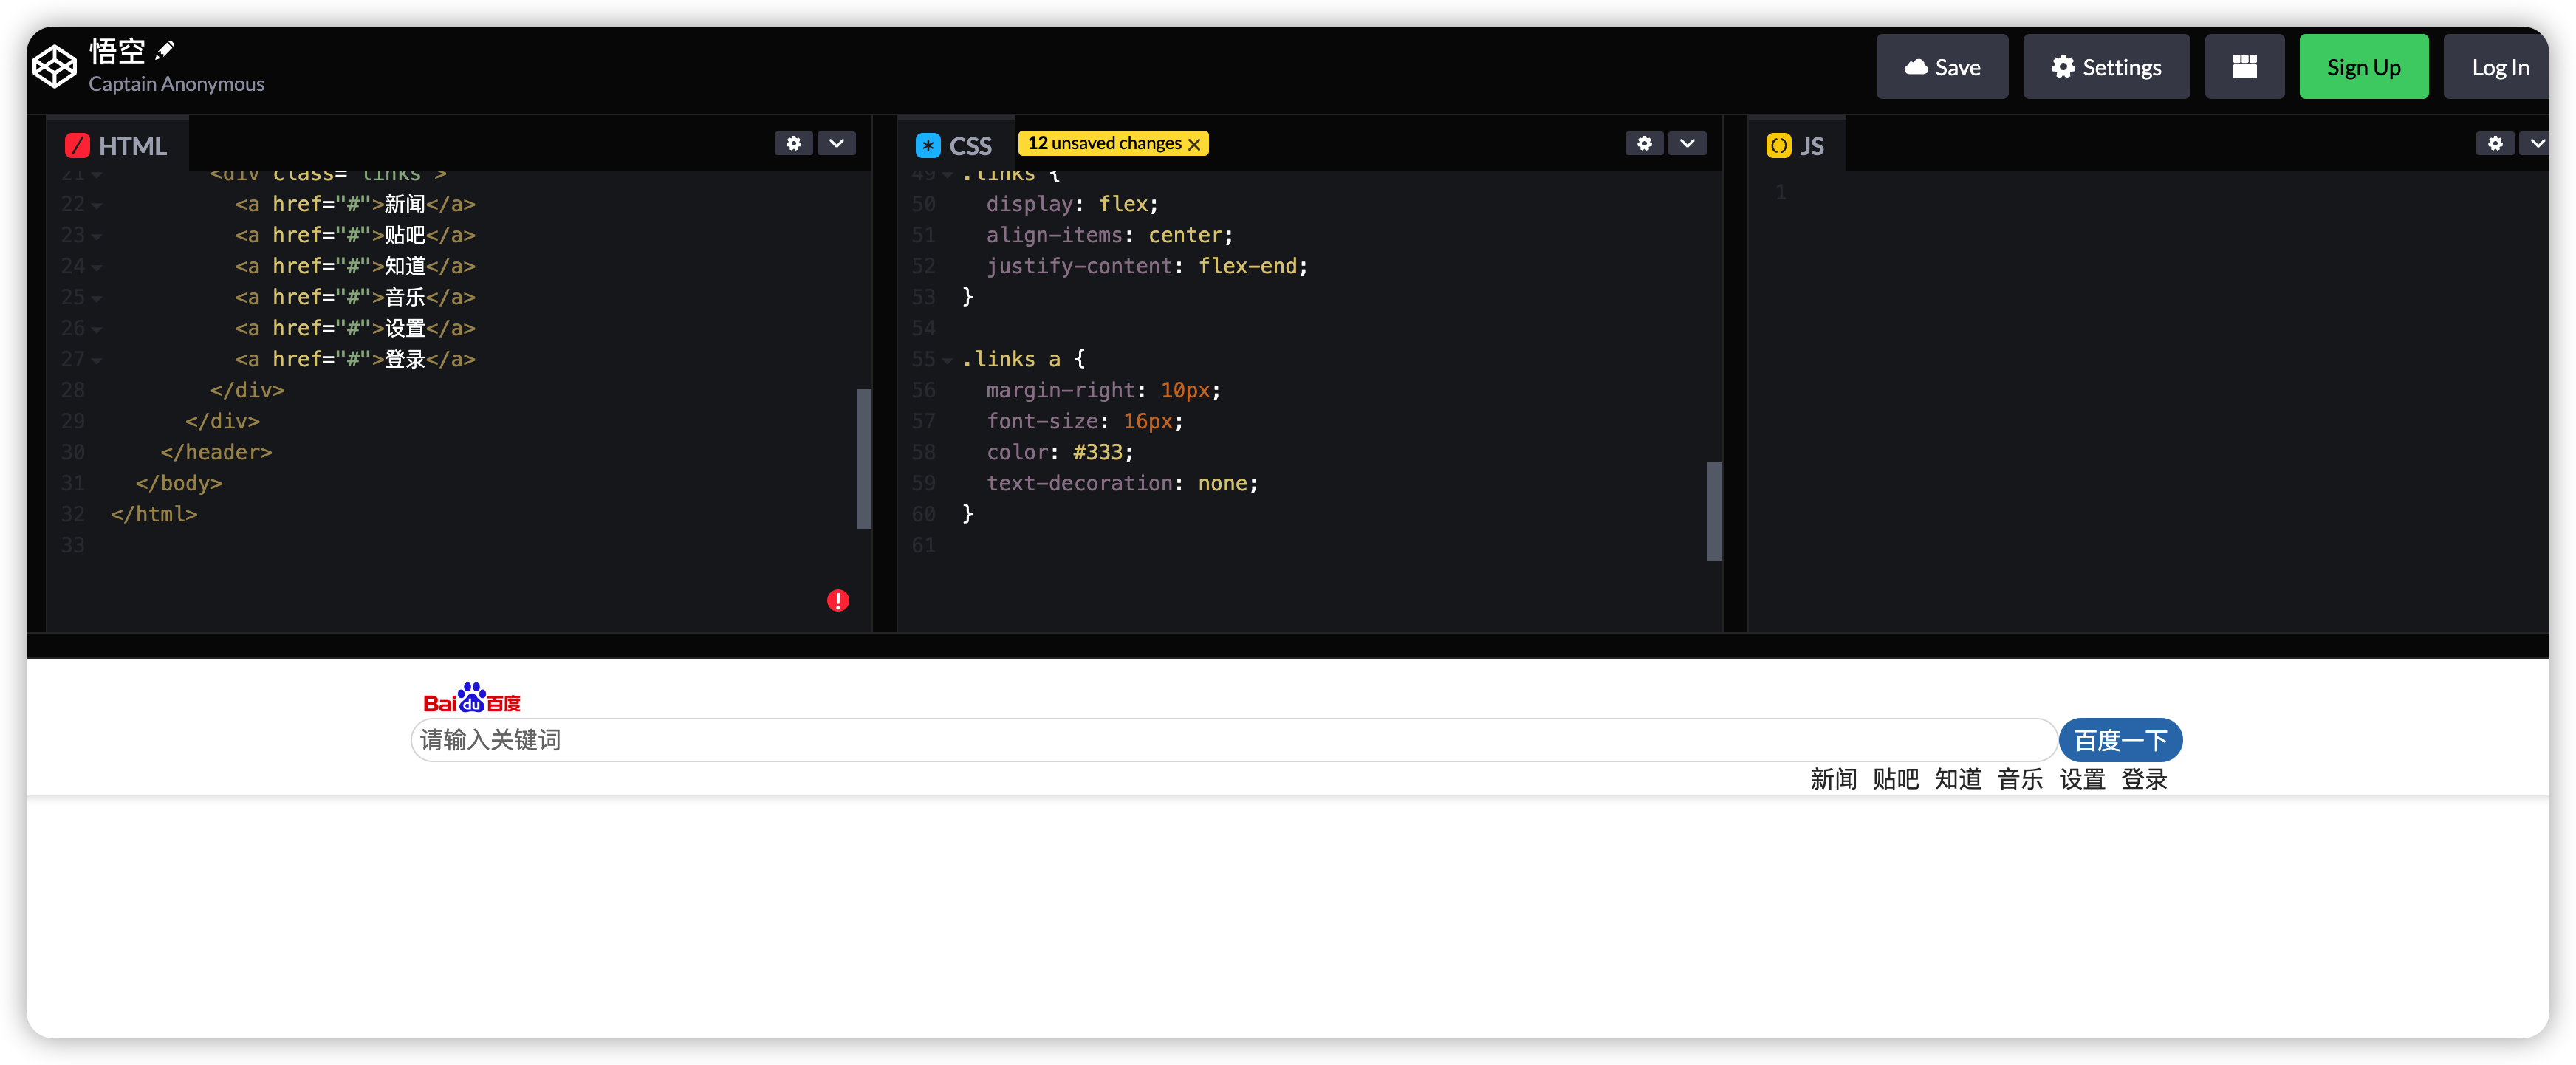 悟空
Captain Anonymous
Save
Settings
Sign Up
Log In
HTML
21 <div class="links">
22 <a href="#">新闻</a>
23 <a href="#">贴吧</a>
24 <a href="#">知道</a>
25 <a href="#">音乐</a>
26 <a href="#">设置</a>
27 <a href="#">登录</a>
28 </div>
29 </div>
30 </header>
31 </body>
32 </html>
33
CSS
12 unsaved changes
49 .links {
50 display: flex;
51 align-items: center;
52 justify-content: flex-end;
53 }
54
55 .links a {
56 margin-right: 10px;
57 font-size: 16px;
58 color: #333;
59 text-decoration: none;
60 }
61
JS
1
Bai du 百度
请输入关键词
百度一下
新闻 贴吧 知道 音乐 设置 登录